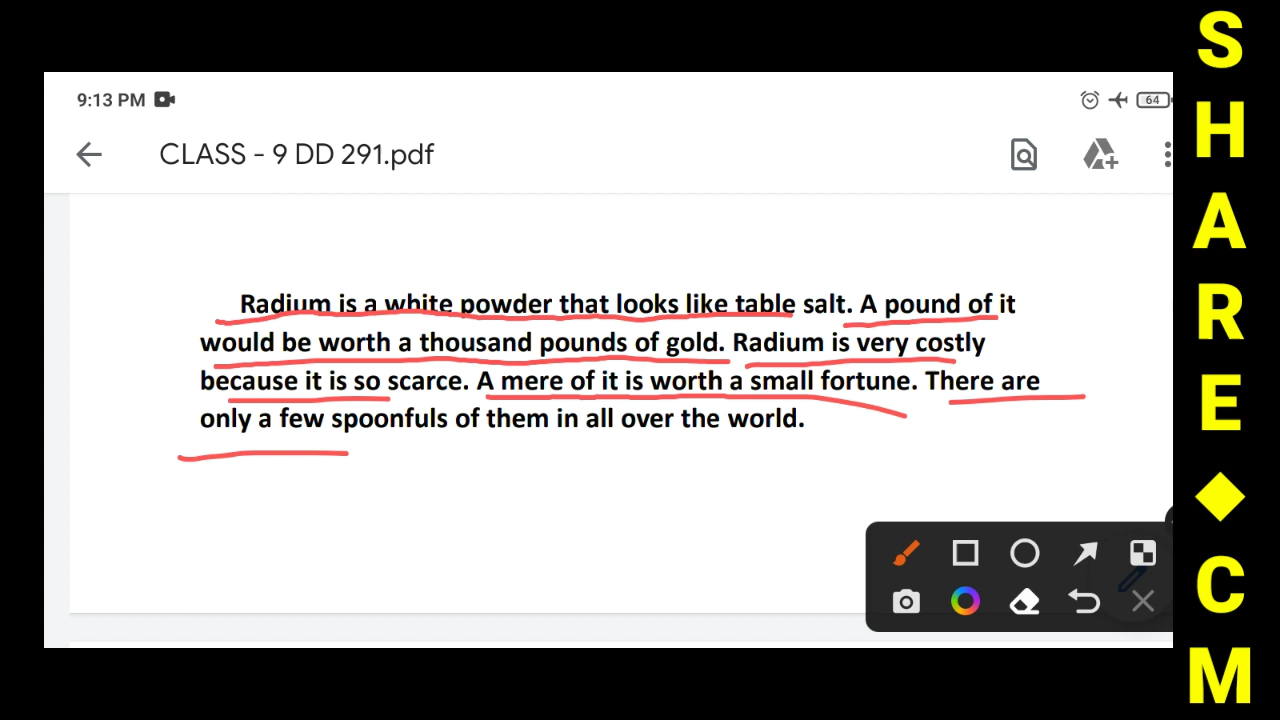 9:13 PM
64
CLASS - 9 DD 291.pdf
Radium is a white powder that looks like table salt. A pound of it
would be worth a thousand pounds of gold. Radium is very costly
because it is so scarce. A mere of it is worth a small fortune. There are
only a few spoonfuls of them in all over the world.
SHARE◆CM